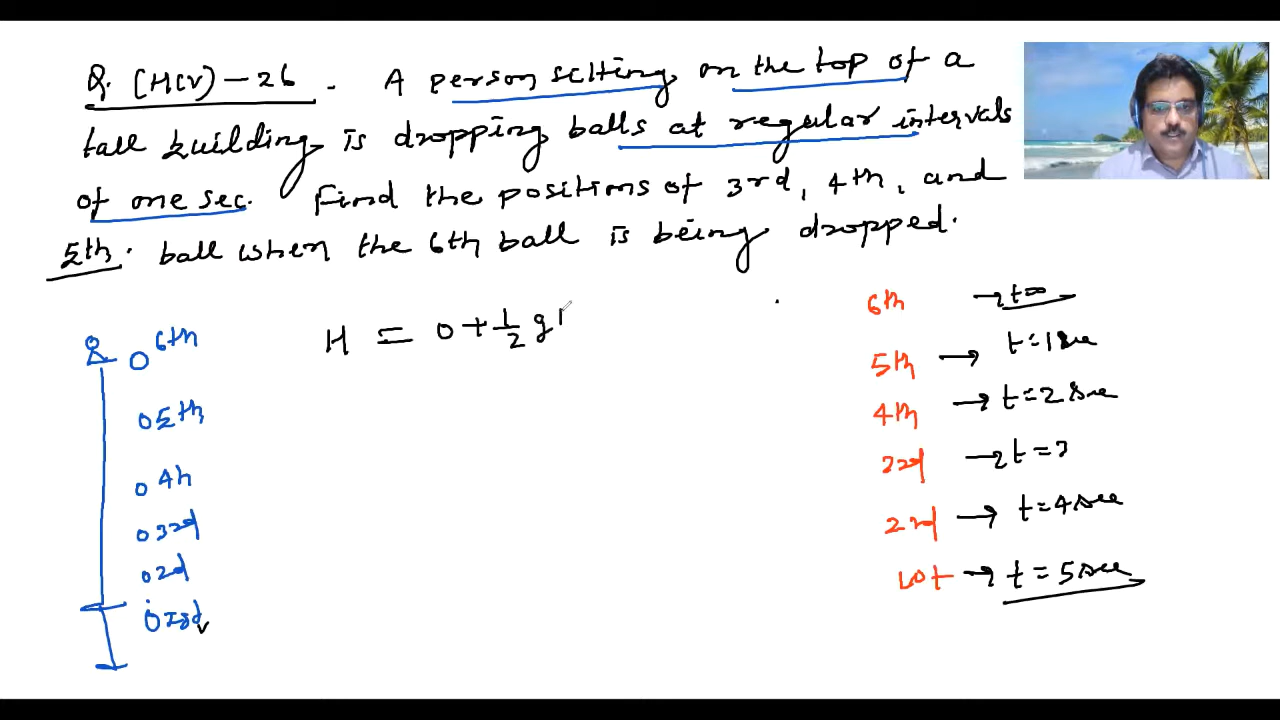 Q. (HCV) - 26 . A person sitting on the top of a
tall building is dropping balls at regular intervals
of one sec. Find the positions of 3rd, 4th, and
5th. ball when the 6th ball is being dropped.
H = 0 + 1/2 g
6th
5th
4h
3rd
2d
6th → t=0
5th → t=1 sec
4th → t=2 sec
3rd → t=3
2nd → t=4 sec
1st → t=5 sec